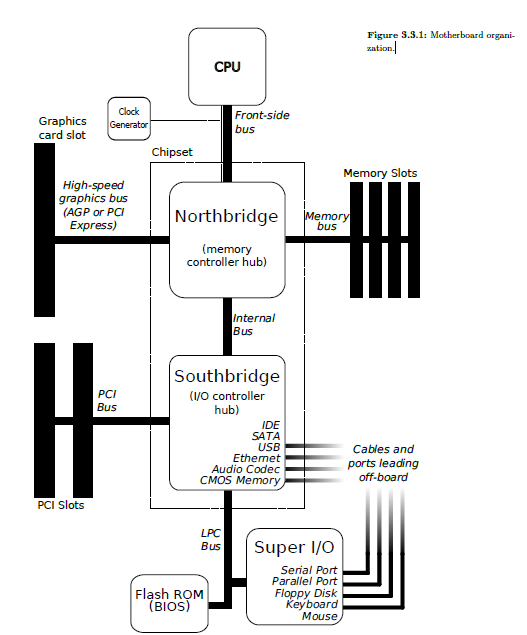 Figure 3.3.1: Motherboard organi-
zation.
CPU
Clock
Generator
Front-side
bus
Graphics
card slot
Chipset
High-speed
graphics bus
(AGP or PCI
Express)
Northbridge
(memory
controller hub)
Memory Slots
Memory
bus
Internal
Bus
Southbridge
(I/O controller
hub)
IDE
SATA
USB
Ethernet
Audio Codec
CMOS Memory
PCI
Bus
PCI Slots
Cables and
ports leading
off-board
LPC
Bus
Super I/O
Serial Port
Parallel Port
Floppy Disk
Keyboard
Mouse
Flash ROM
(BIOS)